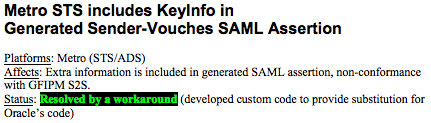 Metro STS includes KeyInfo in
Generated Sender-Vouches SAML Assertion
Platforms: Metro (STS/ADS)
Affects: Extra information is included in generated SAML assertion, non-conformance
with GFIPM S2S.
Status: Resolved by a workaround (developed custom code to provide substitution for
Oracle's code)